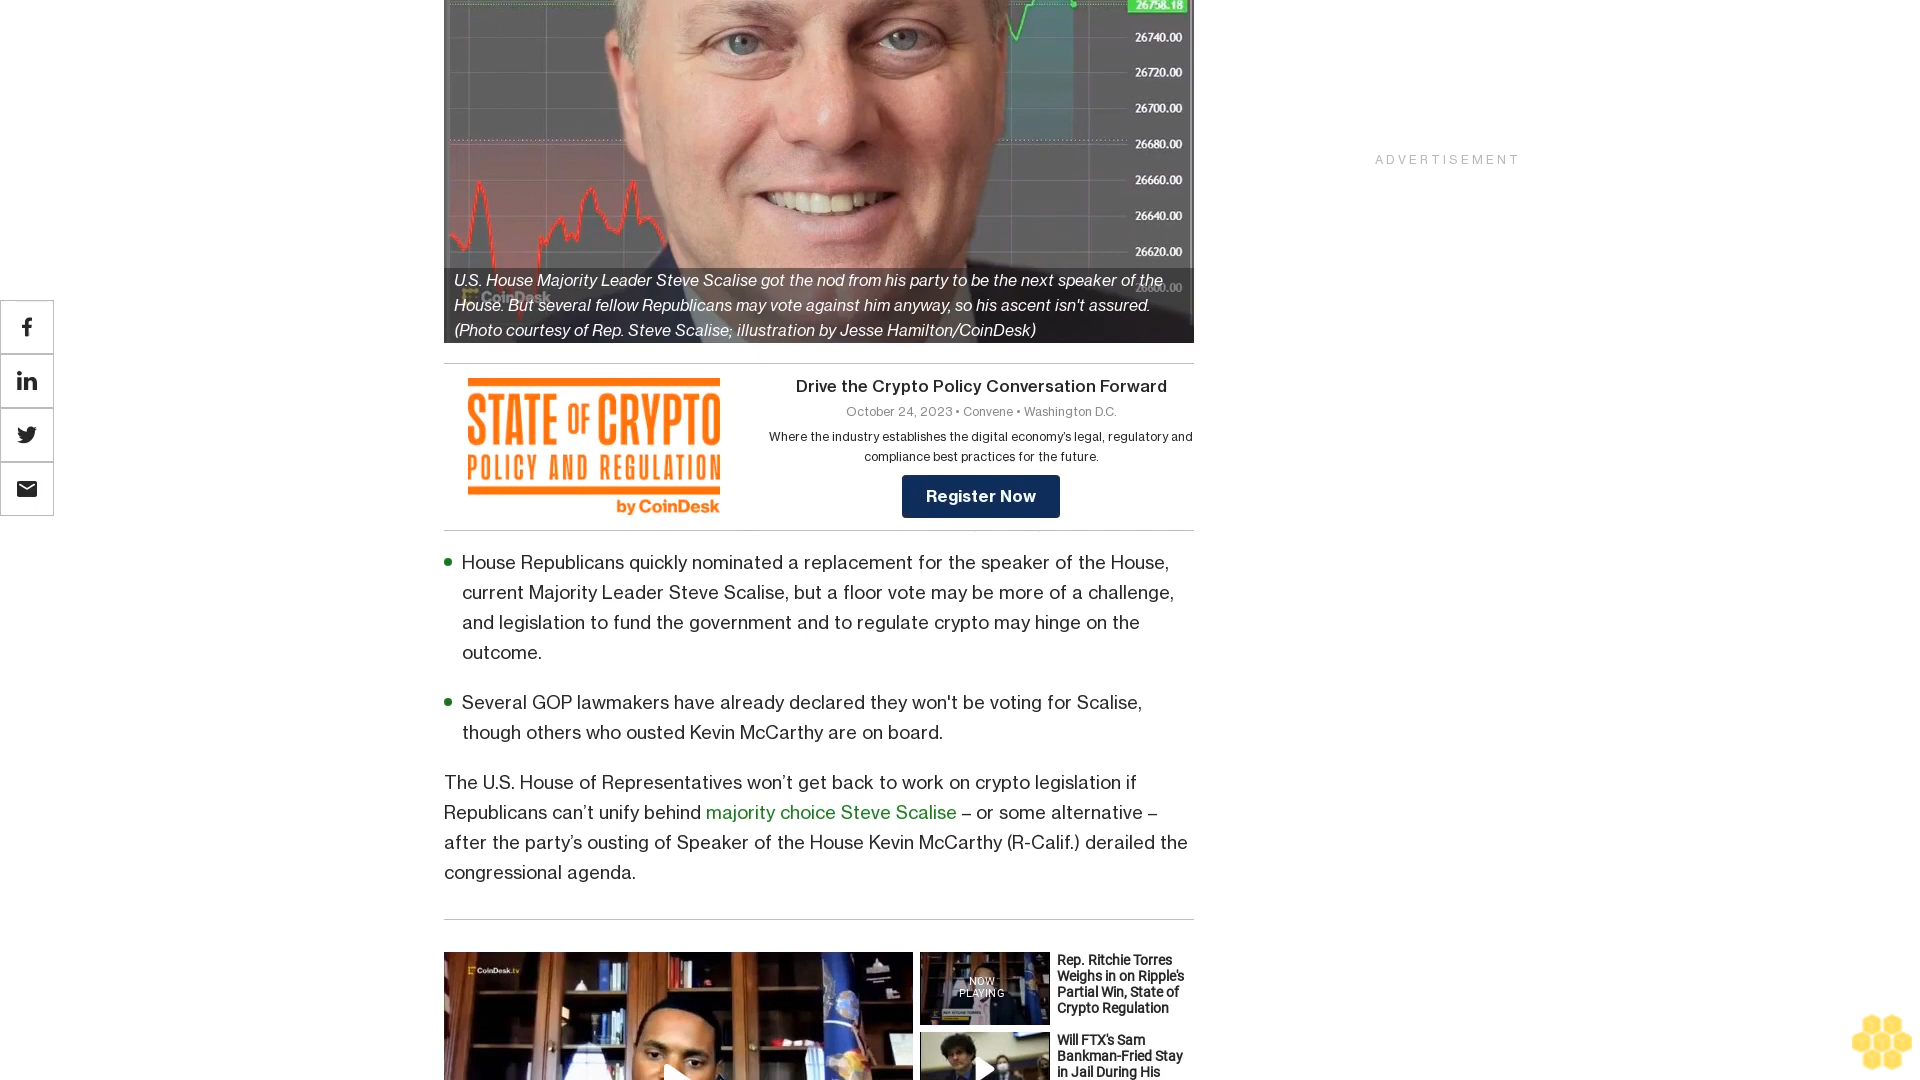 26758.18
26740.00
26720.00
26700.00
26680.00
26660.00
26640.00
26620.00
26600.00
CoinDesk
U.S. House Majority Leader Steve Scalise got the nod from his party to be the next speaker of the
House. But several fellow Republicans may vote against him anyway, so his ascent isn't assured.
(Photo courtesy of Rep. Steve Scalise; illustration by Jesse Hamilton/CoinDesk)
ADVERTISEMENT
STATE OF CRYPTO
POLICY AND REGULATION
by CoinDesk
Drive the Crypto Policy Conversation Forward
October 24, 2023 • Convene • Washington D.C.
Where the industry establishes the digital economy's legal, regulatory and
compliance best practices for the future.
Register Now
House Republicans quickly nominated a replacement for the speaker of the House,
current Majority Leader Steve Scalise, but a floor vote may be more of a challenge,
and legislation to fund the government and to regulate crypto may hinge on the
outcome.
Several GOP lawmakers have already declared they won't be voting for Scalise,
though others who ousted Kevin McCarthy are on board.
The U.S. House of Representatives won’t get back to work on crypto legislation if
Republicans can’t unify behind majority choice Steve Scalise – or some alternative –
after the party’s ousting of Speaker of the House Kevin McCarthy (R-Calif.) derailed the
congressional agenda.
CoinDesk.tv
NOW
PLAYING
Rep. Ritchie Torres
Weighs in on Ripple's
Partial Win, State of
Crypto Regulation
Will FTX's Sam
Bankman-Fried Stay
in Jail During His